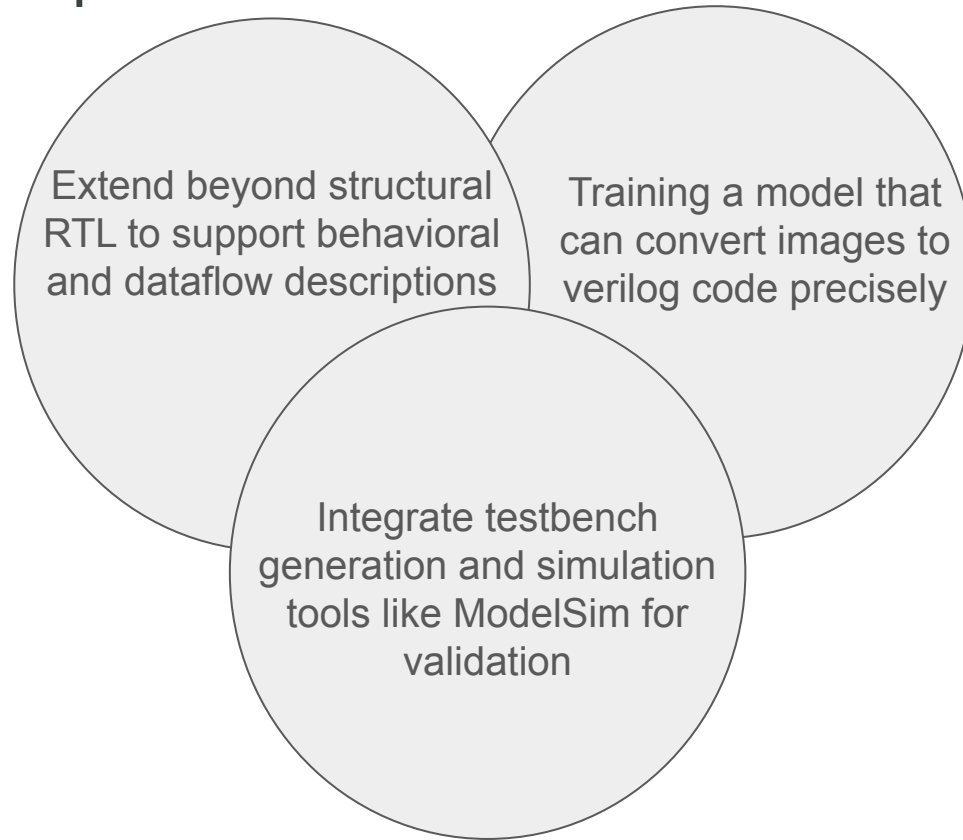 Extend beyond structural
RTL to support behavioral
and dataflow descriptions
Training a model that
can convert images to
verilog code precisely
Integrate testbench
generation and simulation
tools like ModelSim for
validation